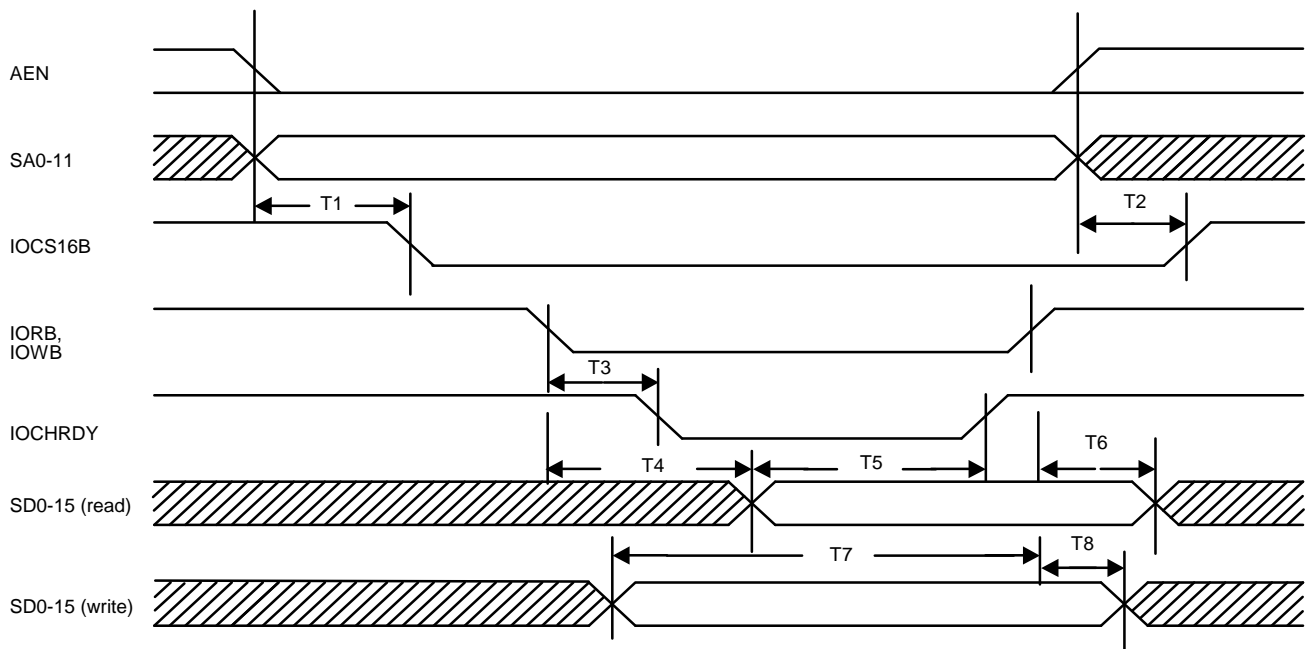 AEN
SA0-11
T1
T2
IOCS16B
IORB,
IOWB
T3
IOCHRDY
T4
T5
T6
SD0-15 (read)
T7
T8
SD0-15 (write)